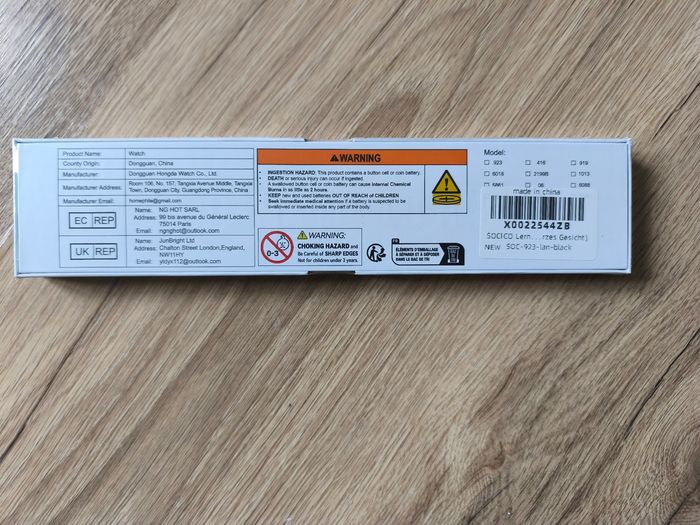 Product Name: Watch
County Origin: Dongguan, China
Manufacturer: Dongguan Hongda Watch Co., Ltd.
Manufacturer Address: Room 106, No. 157, Tangxia Avenue Middle, Tangxia
Town, Dongguan City, Guangdong Province, China
Manufacturer Email: homephile@gmail.com
EC REP
Name: NG HOT SARL
Address: 99 bis avenue du Général Leclerc
75014 Paris
Email: ngnghot@outlook.com
UK REP
Name: JunBright Ltd
Address: Chalton Street London,England,
NW11HY
Email: ytdyx112@outlook.com
WARNING
• INGESTION HAZARD: This product contains a button cell or coin battery.
• DEATH or serious injury can occur if ingested.
• A swallowed button cell or coin battery can cause Internal Chemical
Burns in as little as 2 hours.
• KEEP new and used batteries OUT OF REACH of CHILDREN
• Seek immediate medical attention if a battery is suspected to be
swallowed or inserted inside any part of the body.
0-3
WARNING:
CHOKING HAZARD and
Be Careful of SHARP EDGES
Not for children under 3 years.
FR
ÉLÉMENTS D'EMBALLAGE
À SÉPARER ET À DÉPOSER
DANS LE BAC DE TRI
Model:
923 416 919
6018 2199B 1013
06 6088
made in china
X0022544ZB
SOCICO Lern...rzes Gesicht)
NEW SOC-923-lan-black